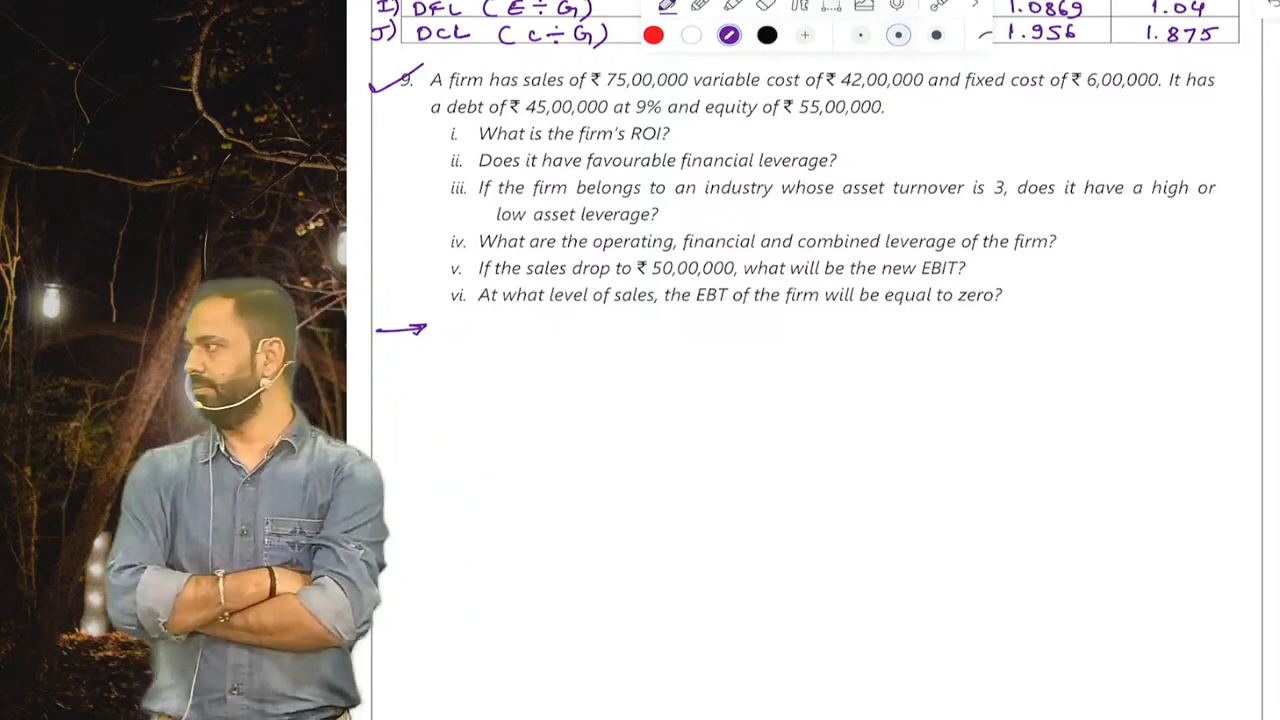 I) DFL ( E ÷ G ) 1.0869 1.04
J) DCL ( C ÷ G ) 1.956 1.875
9. A firm has sales of ₹ 75,00,000 variable cost of ₹ 42,00,000 and fixed cost of ₹ 6,00,000. It has
a debt of ₹ 45,00,000 at 9% and equity of ₹ 55,00,000.
i. What is the firm's ROI?
ii. Does it have favourable financial leverage?
iii. If the firm belongs to an industry whose asset turnover is 3, does it have a high or
low asset leverage?
iv. What are the operating, financial and combined leverage of the firm?
v. If the sales drop to ₹ 50,00,000, what will be the new EBIT?
vi. At what level of sales, the EBT of the firm will be equal to zero?